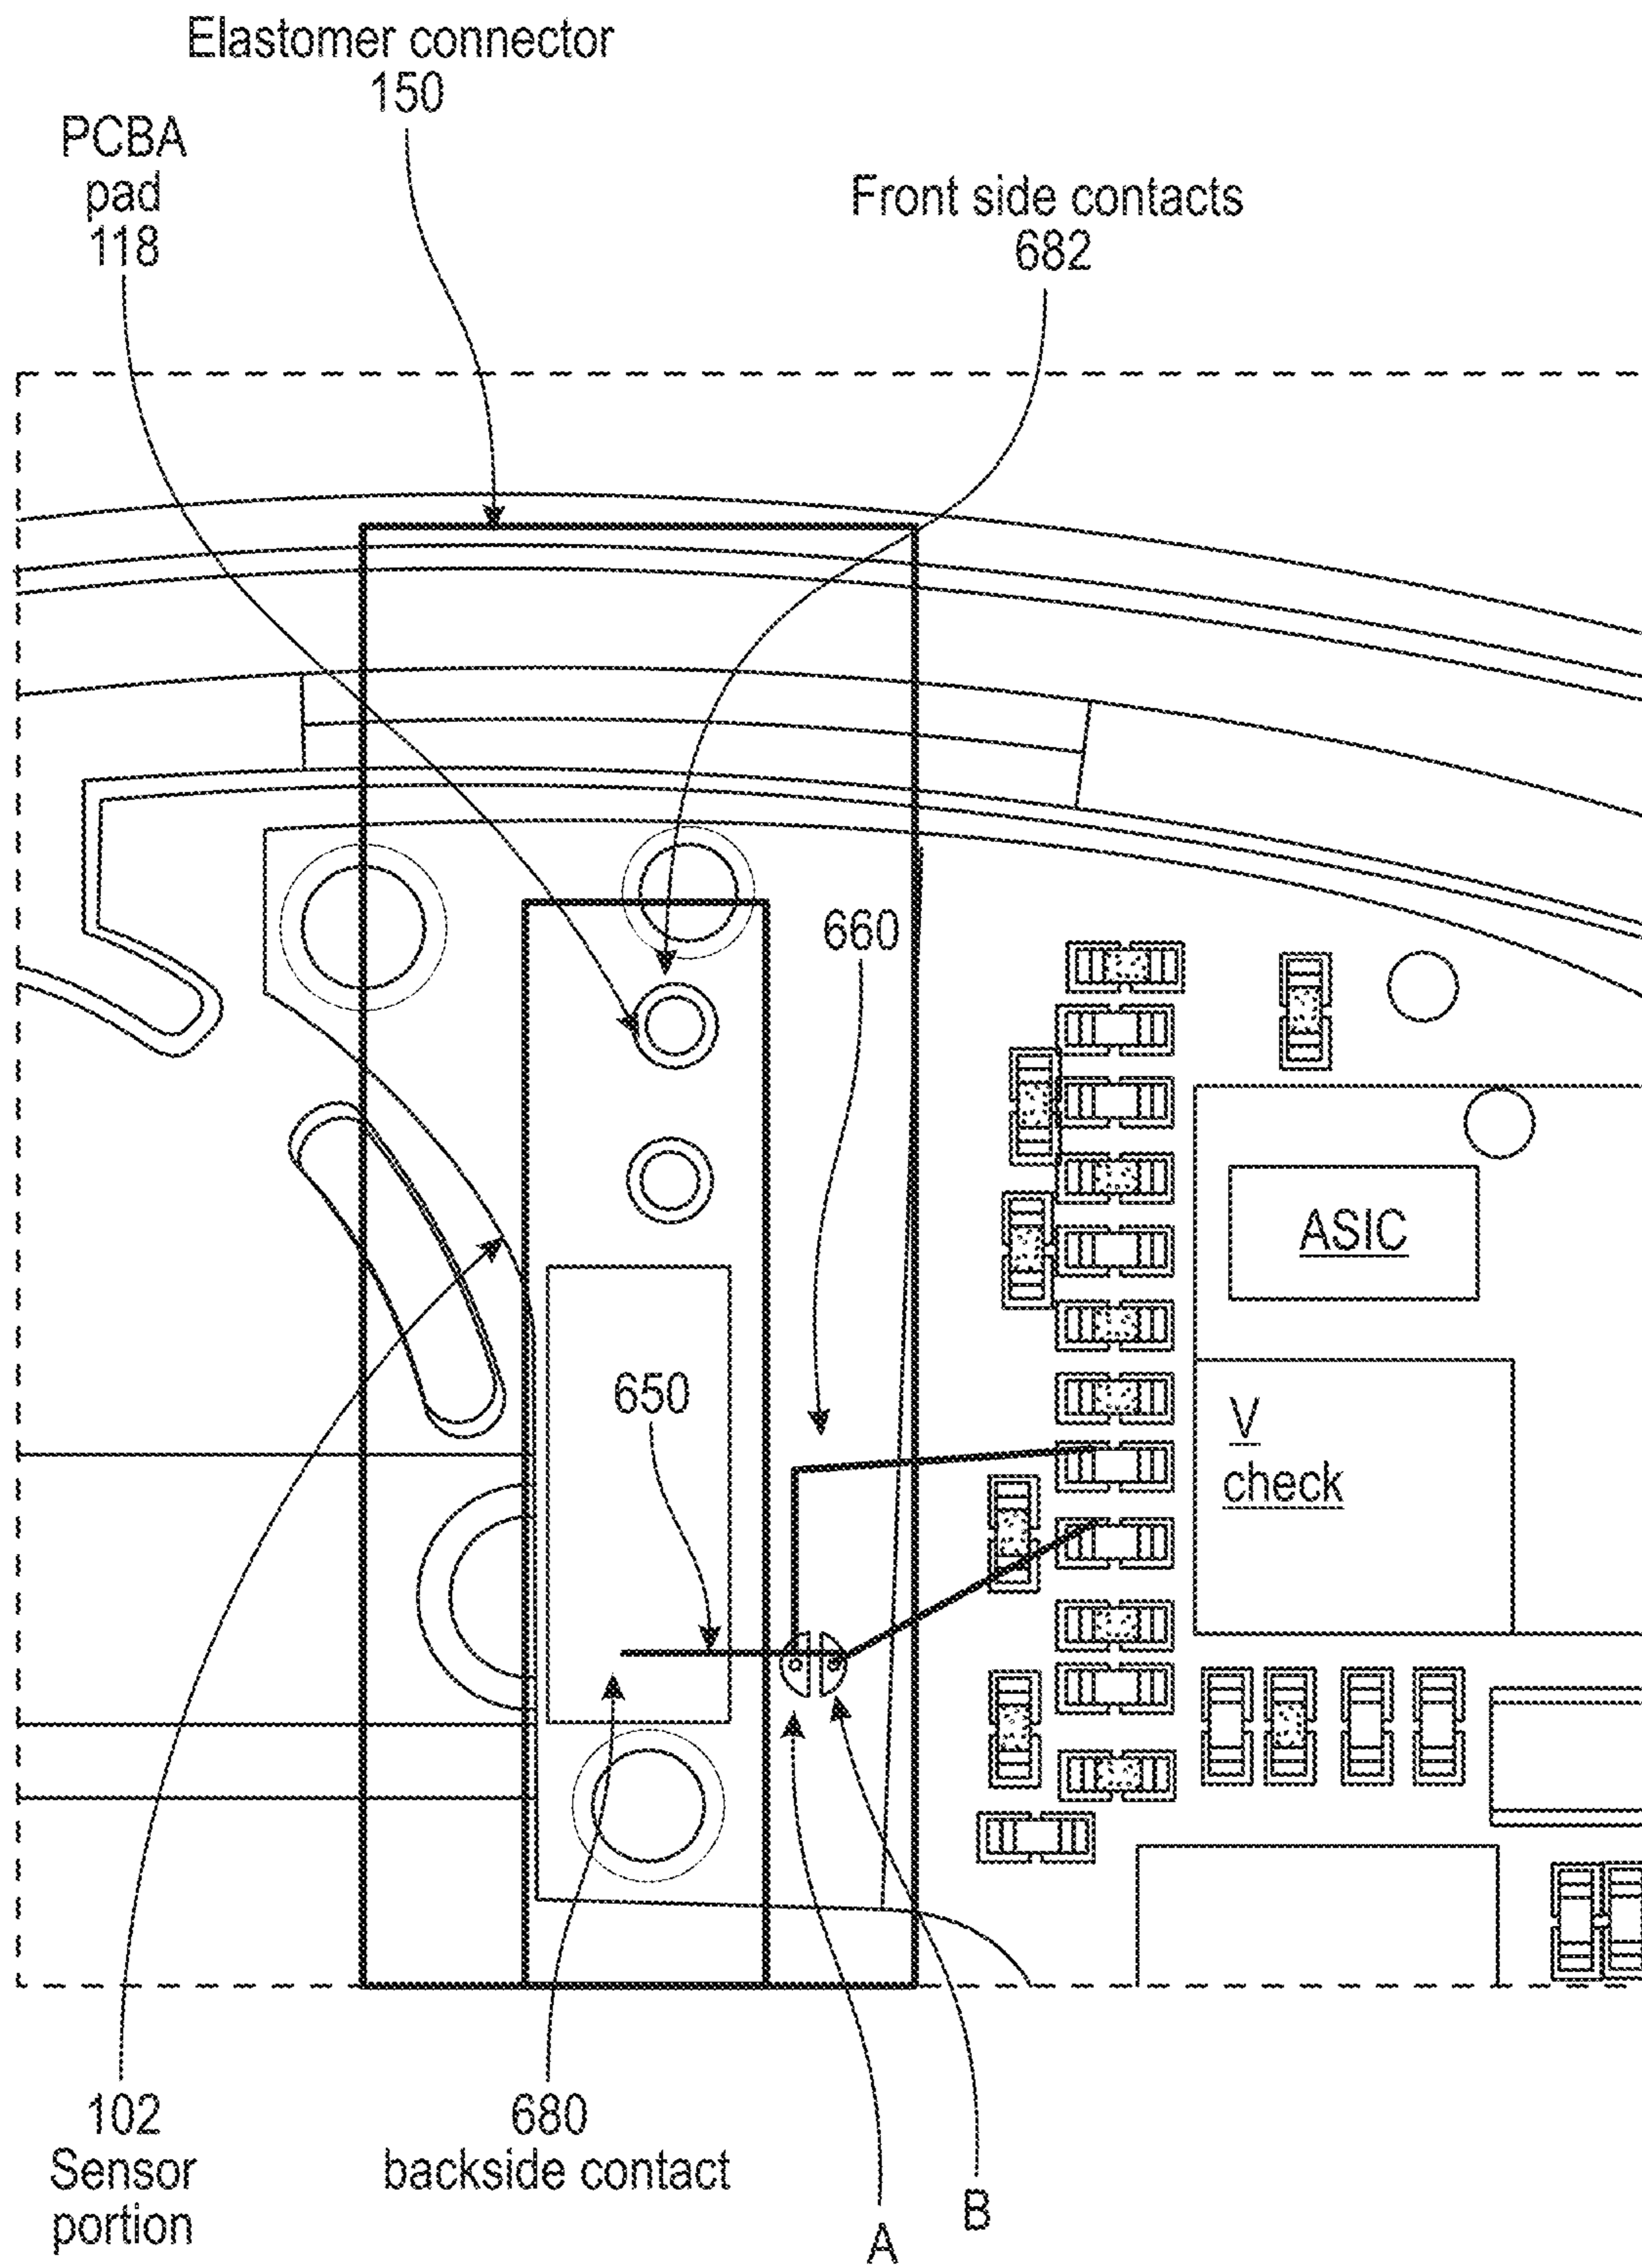 Elastomer connector
150
PCBA
pad
118
Front side contacts
682
660
ASIC
650
V
check
102
Sensor
portion
680
backside contact
A
B